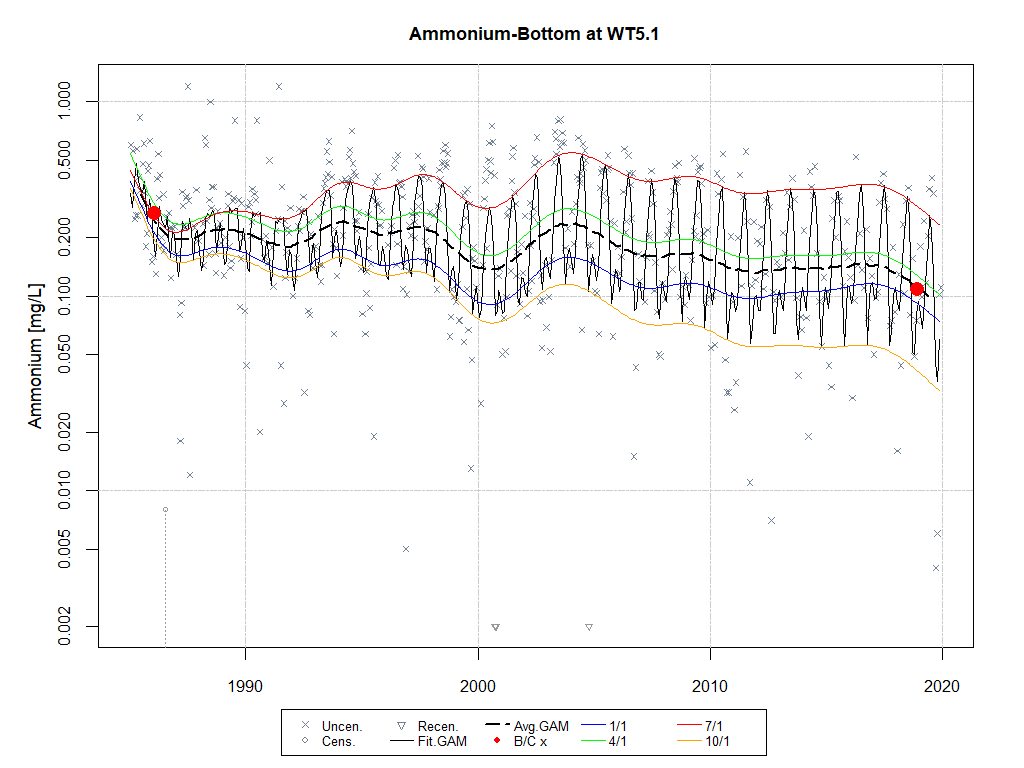 Ammonium-Bottom at WT5.1
Ammonium [mg/L]
1.000
0.500
0.200
0.100
0.050
0.020
0.010
0.005
0.002
1990 2000 2010 2020
Uncen. Recen. Avg.GAM 1/1 7/1
Cens. Fit.GAM B/C x 4/1 10/1